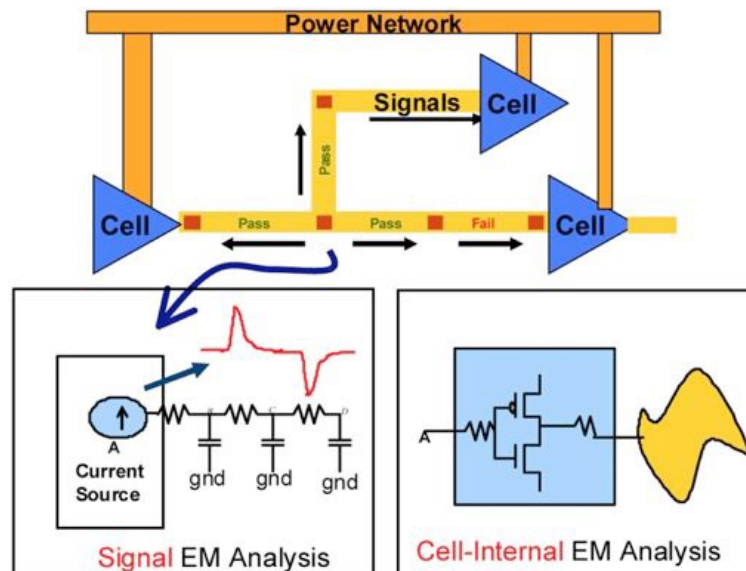 Power Network
Signals
Cell
Pass
Cell
Pass
Pass
Fail
Cell
A
Current
Source
B
C
D
gnd
gnd
gnd
Signal EM Analysis
A
Cell-Internal EM Analysis